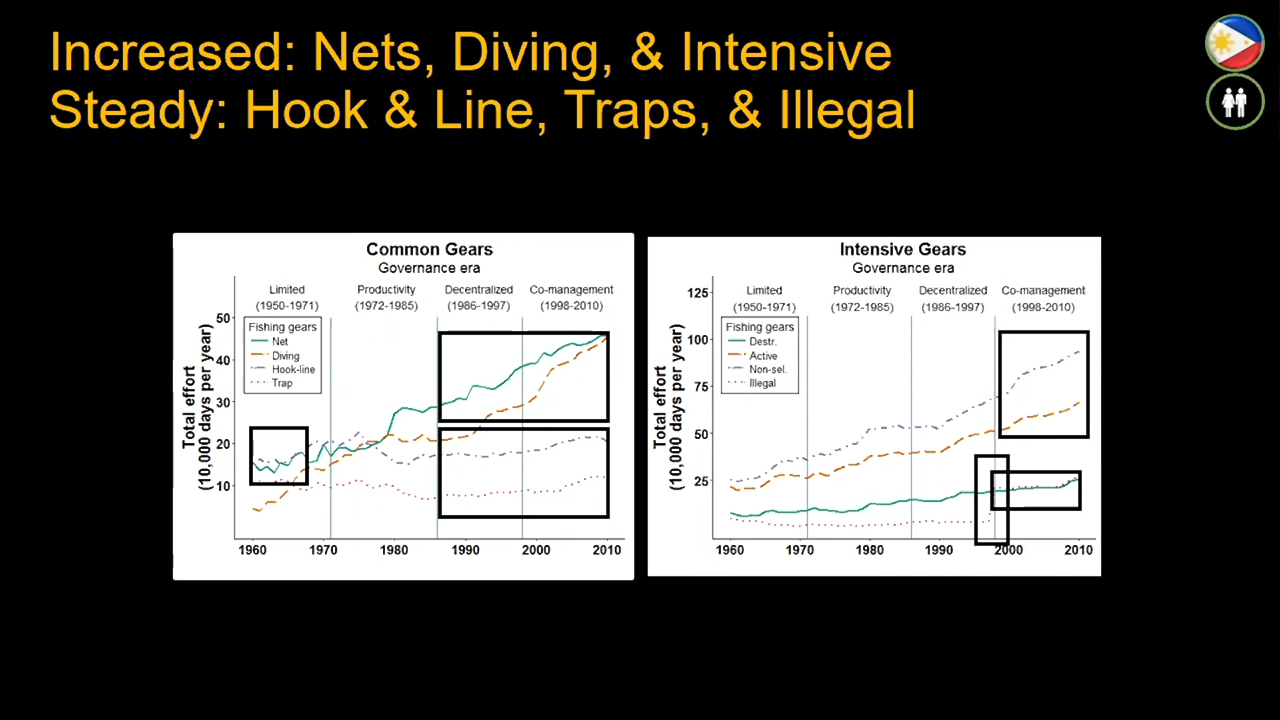 Increased: Nets, Diving, & Intensive
Steady: Hook & Line, Traps, & Illegal
Common Gears
Governance era
Limited Productivity Decentralized Co-management
(1950-1971) (1972-1985) (1986-1997) (1998-2010)
Total effort
(10,000 days per year)
50
40
30
20
10
Fishing gears
Net
Diving
Hook-line
Trap
1960 1970 1980 1990 2000 2010
Intensive Gears
Governance era
Limited Productivity Decentralized Co-management
(1950-1971) (1972-1985) (1986-1997) (1998-2010)
Total effort
(10,000 days per year)
125
100
75
50
25
Fishing gears
Destr.
Active
Non-sel.
Illegal
1960 1970 1980 1990 2000 2010